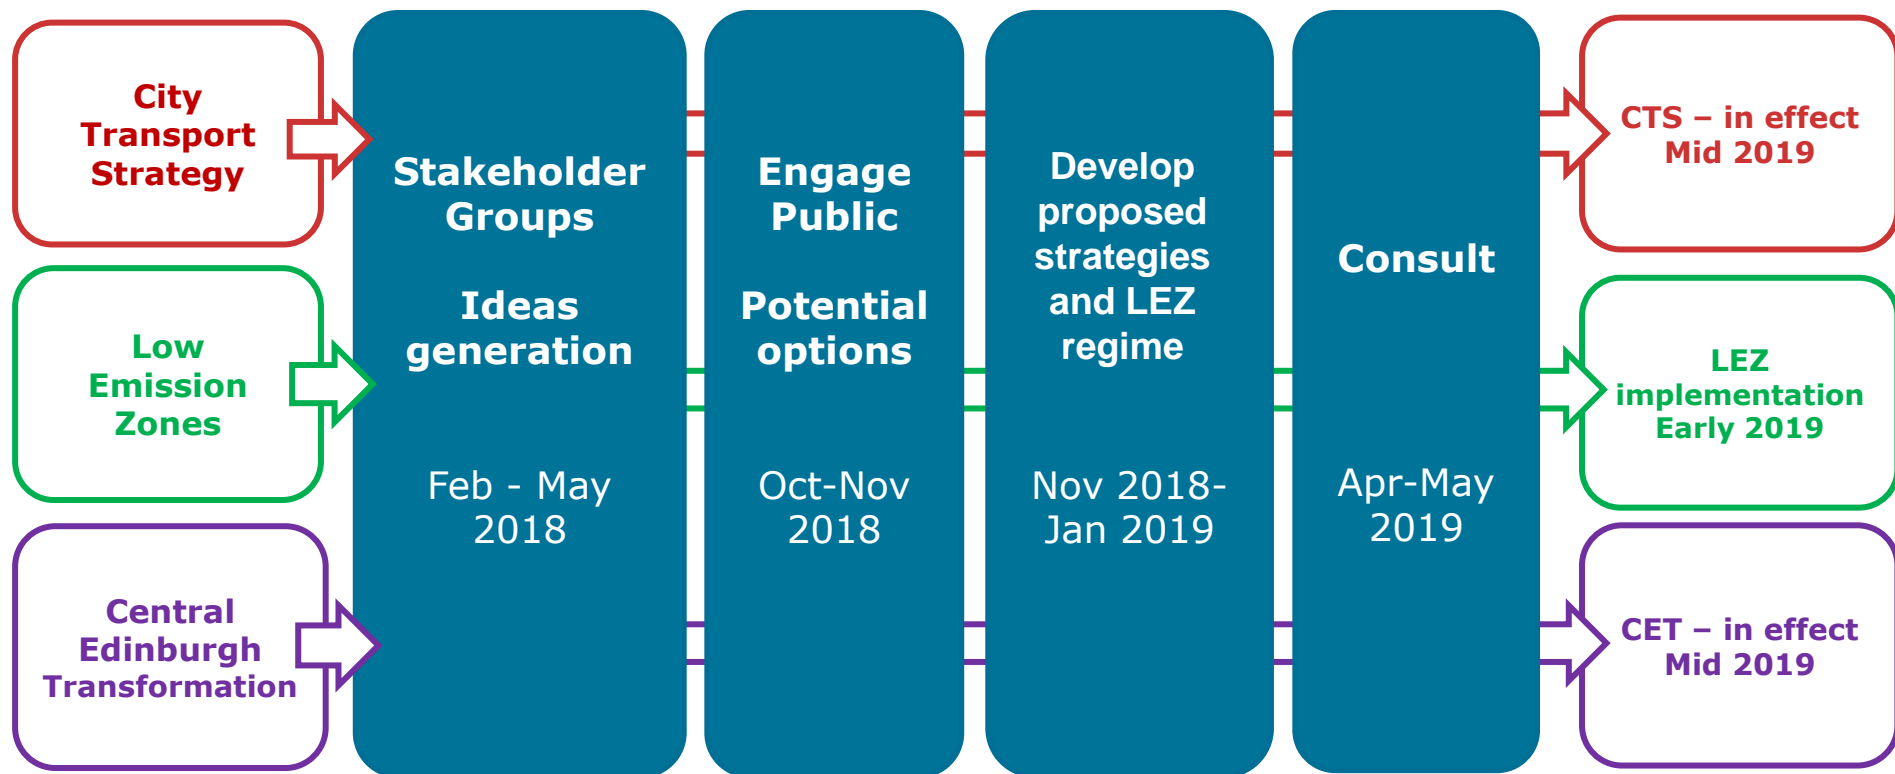 City
Transport
Strategy
Low
Emission
Zones
Central
Edinburgh
Transformation
Stakeholder
Groups
Ideas
generation
Feb - May
2018
Engage
Public
Potential
options
Oct-Nov
2018
Develop
proposed
strategies
and LEZ
regime
Nov 2018-
Jan 2019
Consult
Apr-May
2019
CTS – in effect
Mid 2019
LEZ
implementation
Early 2019
CET – in effect
Mid 2019